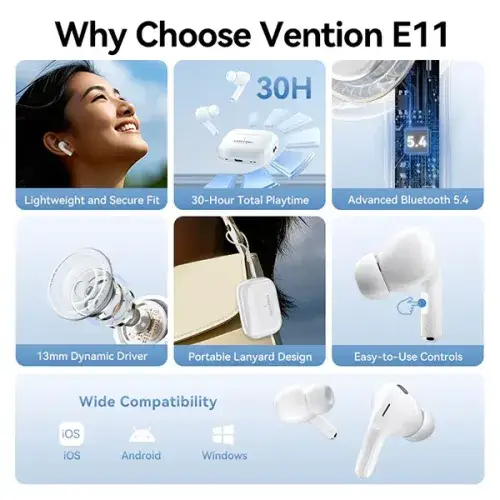 Why Choose Vention E11
30H
5.4
Lightweight and Secure Fit
30-Hour Total Playtime
Advanced Bluetooth 5.4
13mm Dynamic Driver
Portable Lanyard Design
Easy-to-Use Controls
Wide Compatibility
iOS
iOS
Android
Windows